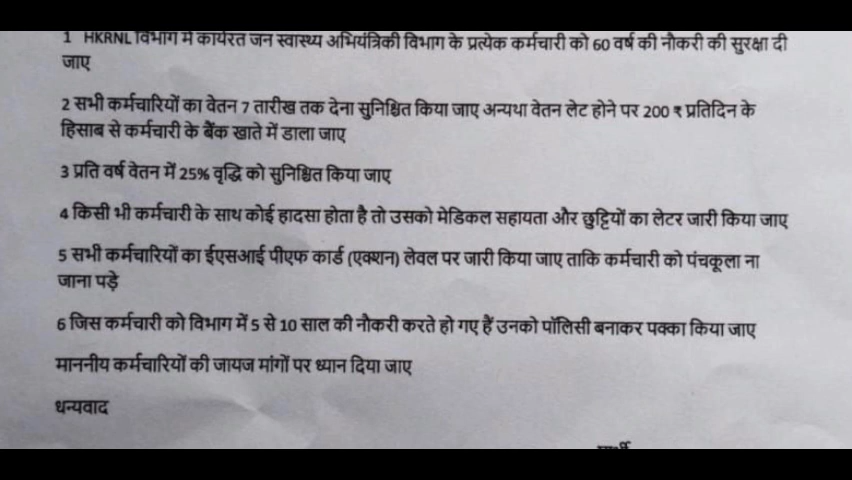 1 HKRNL विभाग में कार्यरत जन स्वास्थ्य अभियंत्रिकी विभाग के प्रत्येक कर्मचारी को 60 वर्ष की नौकरी की सुरक्षा दी
जाए
2 सभी कर्मचारियों का वेतन 7 तारीख तक देना सुनिश्चित किया जाए अन्यथा वेतन लेट होने पर 200 ₹ प्रतिदिन के
हिसाब से कर्मचारी के बैंक खाते में डाला जाए
3 प्रति वर्ष वेतन में 25% वृद्धि को सुनिश्चित किया जाए
4 किसी भी कर्मचारी के साथ कोई हादसा होता है तो उसको मेडिकल सहायता और छुट्टियों का लेटर जारी किया जाए
5 सभी कर्मचारियों का ईएसआई पीएफ कार्ड (एक्शन) लेवल पर जारी किया जाए ताकि कर्मचारी को पंचकूला ना
जाना पड़े
6 जिस कर्मचारी को विभाग में 5 से 10 साल की नौकरी करते हो गए हैं उनको पॉलिसी बनाकर पक्का किया जाए
माननीय कर्मचारियों की जायज मांगों पर ध्यान दिया जाए
धन्यवाद